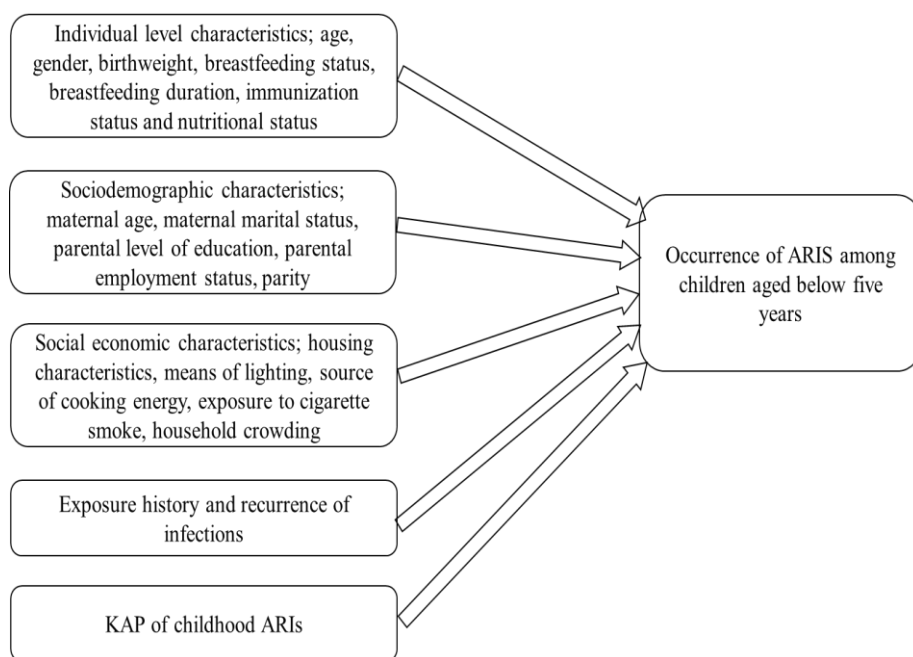 Individual level characteristics; age,
gender, birthweight, breastfeeding status,
breastfeeding duration, immunization
status and nutritional status
Sociodemographic characteristics;
maternal age, maternal marital status,
parental level of education, parental
employment status, parity
Social economic characteristics; housing
characteristics, means of lighting, source
of cooking energy, exposure to cigarette
smoke, household crowding
Exposure history and recurrence of
infections
KAP of childhood ARIs
Occurrence of ARIS among
children aged below five
years